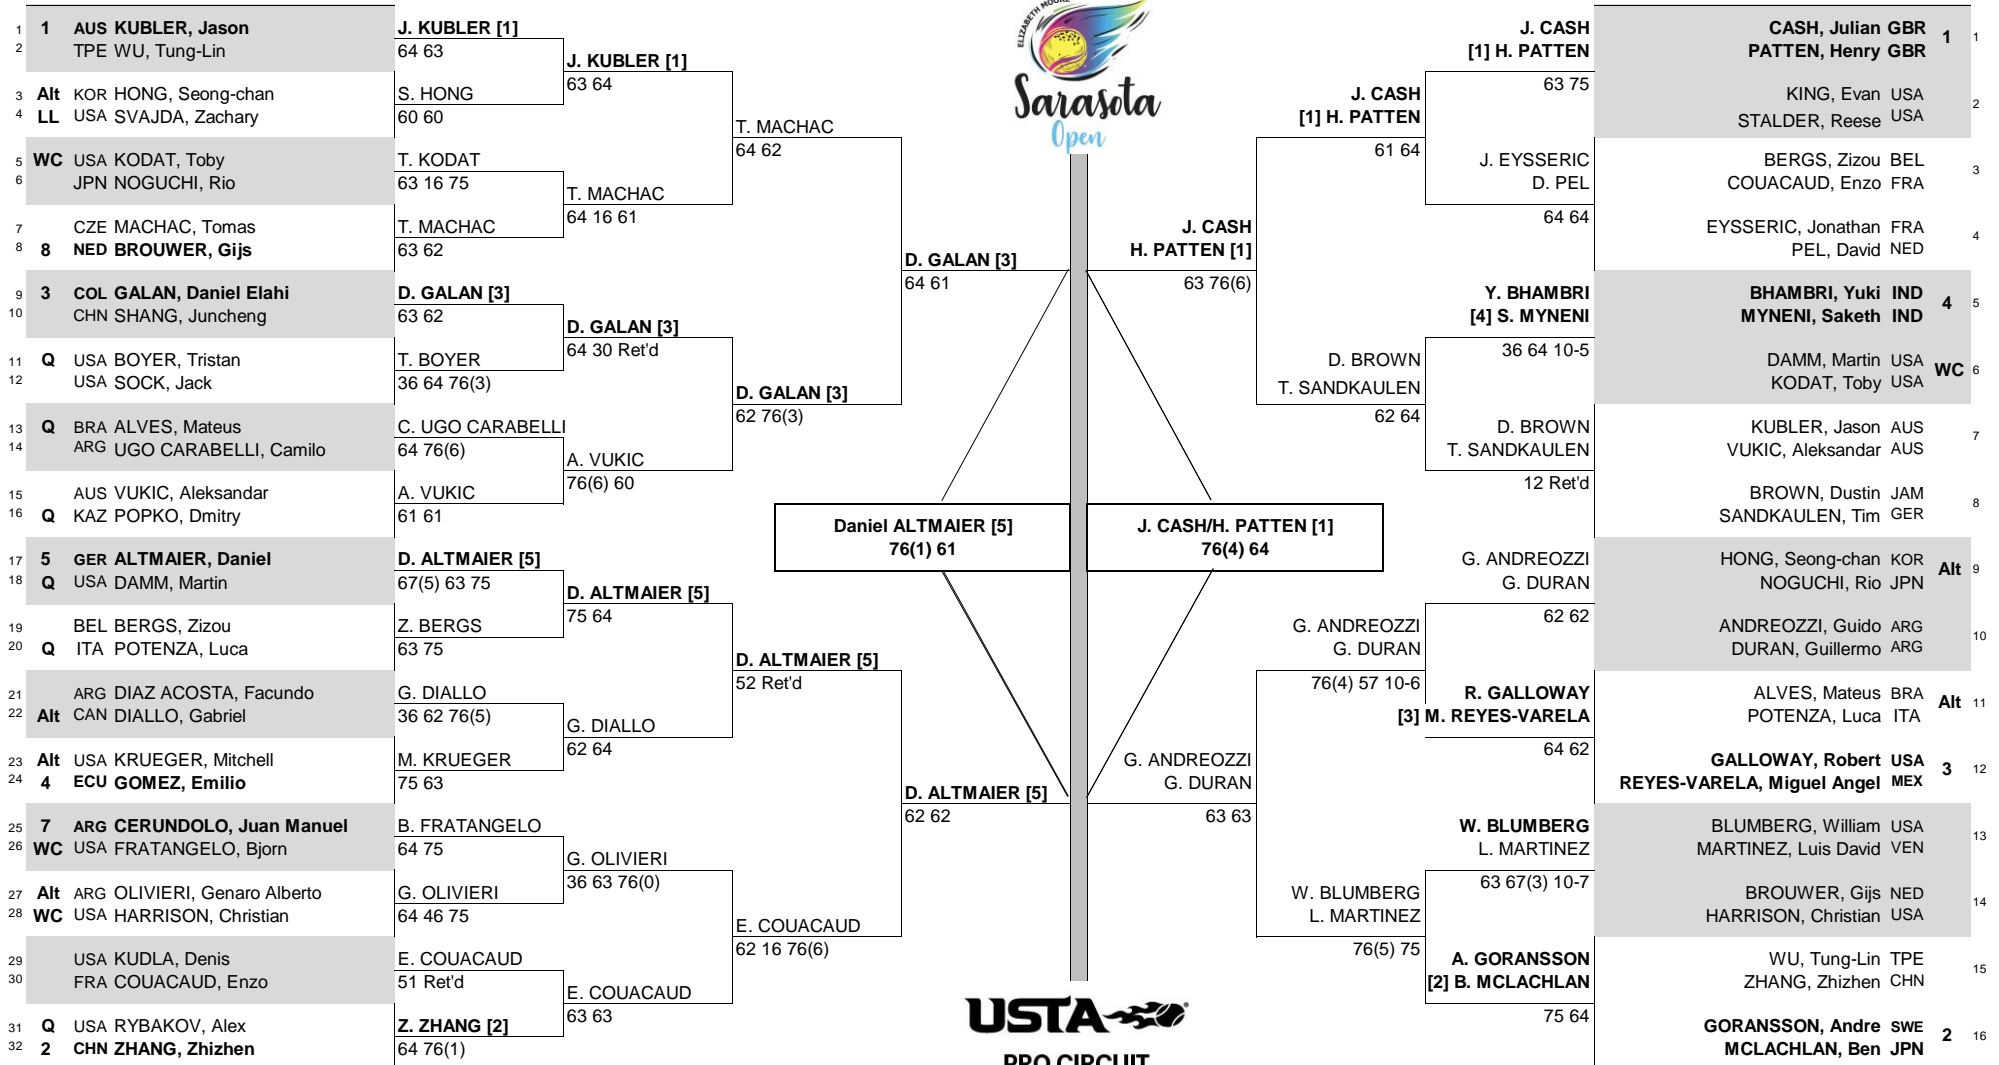 1 1 AUS KUBLER, Jason
2 TPE WU, Tung-Lin
3 Alt KOR HONG, Seong-chan
4 LL USA SVAJDA, Zachary
5 WC USA KODAT, Toby
6 JPN NOGUCHI, Rio
7 CZE MACHAC, Tomas
8 8 NED BROUWER, Gijs
9 3 COL GALAN, Daniel Elahi
10 CHN SHANG, Juncheng
11 Q USA BOYER, Tristan
12 USA SOCK, Jack
13 Q BRA ALVES, Mateus
14 ARG UGO CARABELLI, Camilo
15 AUS VUKIC, Aleksandar
16 Q KAZ POPKO, Dmitry
17 5 GER ALTMAIER, Daniel
18 Q USA DAMM, Martin
19 BEL BERGS, Zizou
20 Q ITA POTENZA, Luca
21 ARG DIAZ ACOSTA, Facundo
22 Alt CAN DIALLO, Gabriel
23 Alt USA KRUEGER, Mitchell
24 4 ECU GOMEZ, Emilio
25 7 ARG CERUNDOLO, Juan Manuel
26 WC USA FRATANGELO, Bjorn
27 Alt ARG OLIVIERI, Genaro Alberto
28 WC USA HARRISON, Christian
29 USA KUDLA, Denis
30 FRA COUACAUD, Enzo
31 Q USA RYBAKOV, Alex
32 2 CHN ZHANG, Zhizhen
J. KUBLER [1]
64 63
S. HONG
60 60
T. KODAT
63 16 75
T. MACHAC
63 62
D. GALAN [3]
63 62
T. BOYER
36 64 76(3)
C. UGO CARABELLI
64 76(6)
A. VUKIC
61 61
D. ALTMAIER [5]
67(5) 63 75
Z. BERGS
63 75
G. DIALLO
36 62 76(5)
M. KRUEGER
75 63
B. FRATANGELO
64 75
G. OLIVIERI
64 46 75
E. COUACAUD
51 Ret'd
Z. ZHANG [2]
64 76(1)
J. KUBLER [1]
63 64
T. MACHAC
64 16 61
D. GALAN [3]
64 30 Ret'd
A. VUKIC
76(6) 60
D. ALTMAIER [5]
75 64
G. DIALLO
62 64
G. OLIVIERI
36 63 76(0)
E. COUACAUD
63 63
T. MACHAC
64 62
D. GALAN [3]
62 76(3)
D. ALTMAIER [5]
52 Ret'd
E. COUACAUD
62 16 76(6)
D. GALAN [3]
64 61
D. ALTMAIER [5]
62 62
Daniel ALTMAIER [5]
76(1) 61
ELIZABETH MOORE
Sarasota
Open
USTA
PRO CIRCUIT
J. CASH/H. PATTEN [1]
76(4) 64
J. CASH
H. PATTEN [1]
63 76(6)
G. ANDREOZZI
G. DURAN
63 63
J. CASH
[1] H. PATTEN
61 64
D. BROWN
T. SANDKAULEN
62 64
G. ANDREOZZI
G. DURAN
76(4) 57 10-6
W. BLUMBERG
L. MARTINEZ
76(5) 75
J. CASH
[1] H. PATTEN
63 75
J. EYSSERIC
D. PEL
64 64
Y. BHAMBRI
[4] S. MYNENI
36 64 10-5
D. BROWN
T. SANDKAULEN
12 Ret'd
G. ANDREOZZI
G. DURAN
62 62
R. GALLOWAY
[3] M. REYES-VARELA
64 62
W. BLUMBERG
L. MARTINEZ
63 67(3) 10-7
A. GORANSSON
[2] B. MCLACHLAN
75 64
CASH, Julian GBR
PATTEN, Henry GBR
1 1
KING, Evan USA
STALDER, Reese USA
2
BERGS, Zizou BEL
COUACAUD, Enzo FRA
3
EYSSERIC, Jonathan FRA
PEL, David NED
4
BHAMBRI, Yuki IND
MYNENI, Saketh IND
4 5
DAMM, Martin USA
KODAT, Toby USA
WC 6
KUBLER, Jason AUS
VUKIC, Aleksandar AUS
7
BROWN, Dustin JAM
SANDKAULEN, Tim GER
8
HONG, Seong-chan KOR
NOGUCHI, Rio JPN
Alt 9
ANDREOZZI, Guido ARG
DURAN, Guillermo ARG
10
ALVES, Mateus BRA
POTENZA, Luca ITA
Alt 11
GALLOWAY, Robert USA
REYES-VARELA, Miguel Angel MEX
3 12
BLUMBERG, William USA
MARTINEZ, Luis David VEN
13
BROUWER, Gijs NED
HARRISON, Christian USA
14
WU, Tung-Lin TPE
ZHANG, Zhizhen CHN
15
GORANSSON, Andre SWE
MCLACHLAN, Ben JPN
2 16